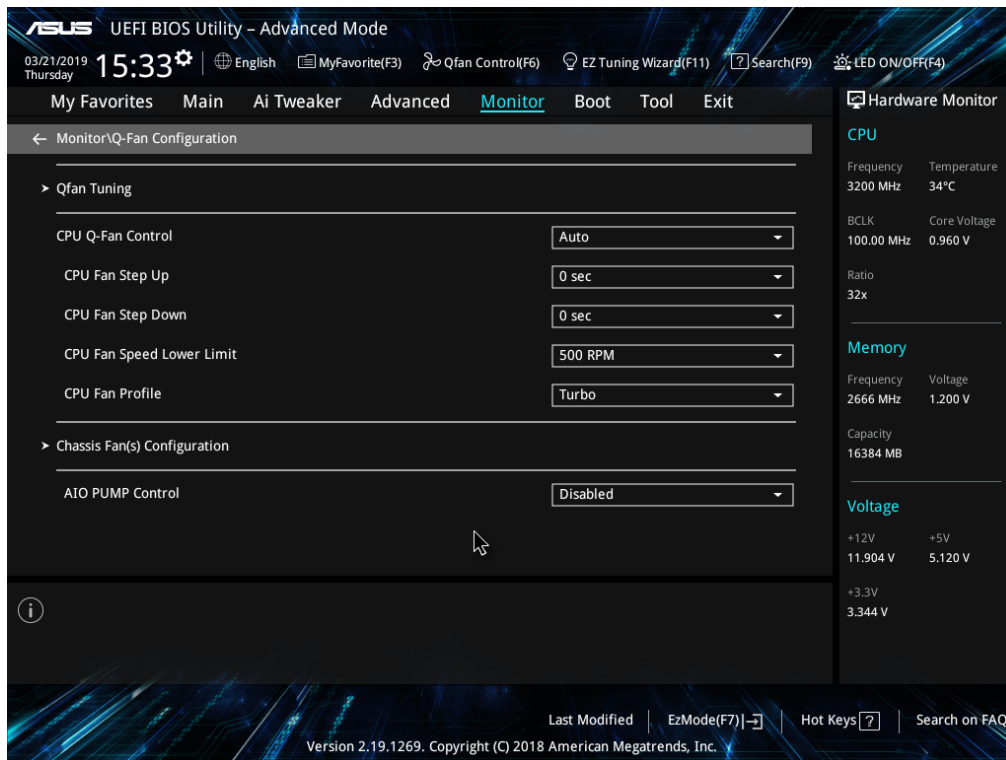 ASUS UEFI BIOS Utility – Advanced Mode
03/21/2019
Thursday
15:33
English MyFavorite(F3) Qfan Control(F6) EZ Tuning Wizard(F11) ? Search(F9) LED ON/OFF(F4)
My Favorites Main Ai Tweaker Advanced Monitor Boot Tool Exit
← Monitor\Q-Fan Configuration
Qfan Tuning
CPU Q-Fan Control Auto
CPU Fan Step Up 0 sec
CPU Fan Step Down 0 sec
CPU Fan Speed Lower Limit 500 RPM
CPU Fan Profile Turbo
Chassis Fan(s) Configuration
AIO PUMP Control Disabled
i
Hardware Monitor
CPU
Frequency Temperature
3200 MHz 34°C
BCLK Core Voltage
100.00 MHz 0.960 V
Ratio
32x
Memory
Frequency Voltage
2666 MHz 1.200 V
Capacity
16384 MB
Voltage
+12V +5V
11.904 V 5.120 V
+3.3V
3.344 V
Last Modified EzMode(F7) Hot Keys ? Search on FAQ
Version 2.19.1269. Copyright (C) 2018 American Megatrends, Inc.